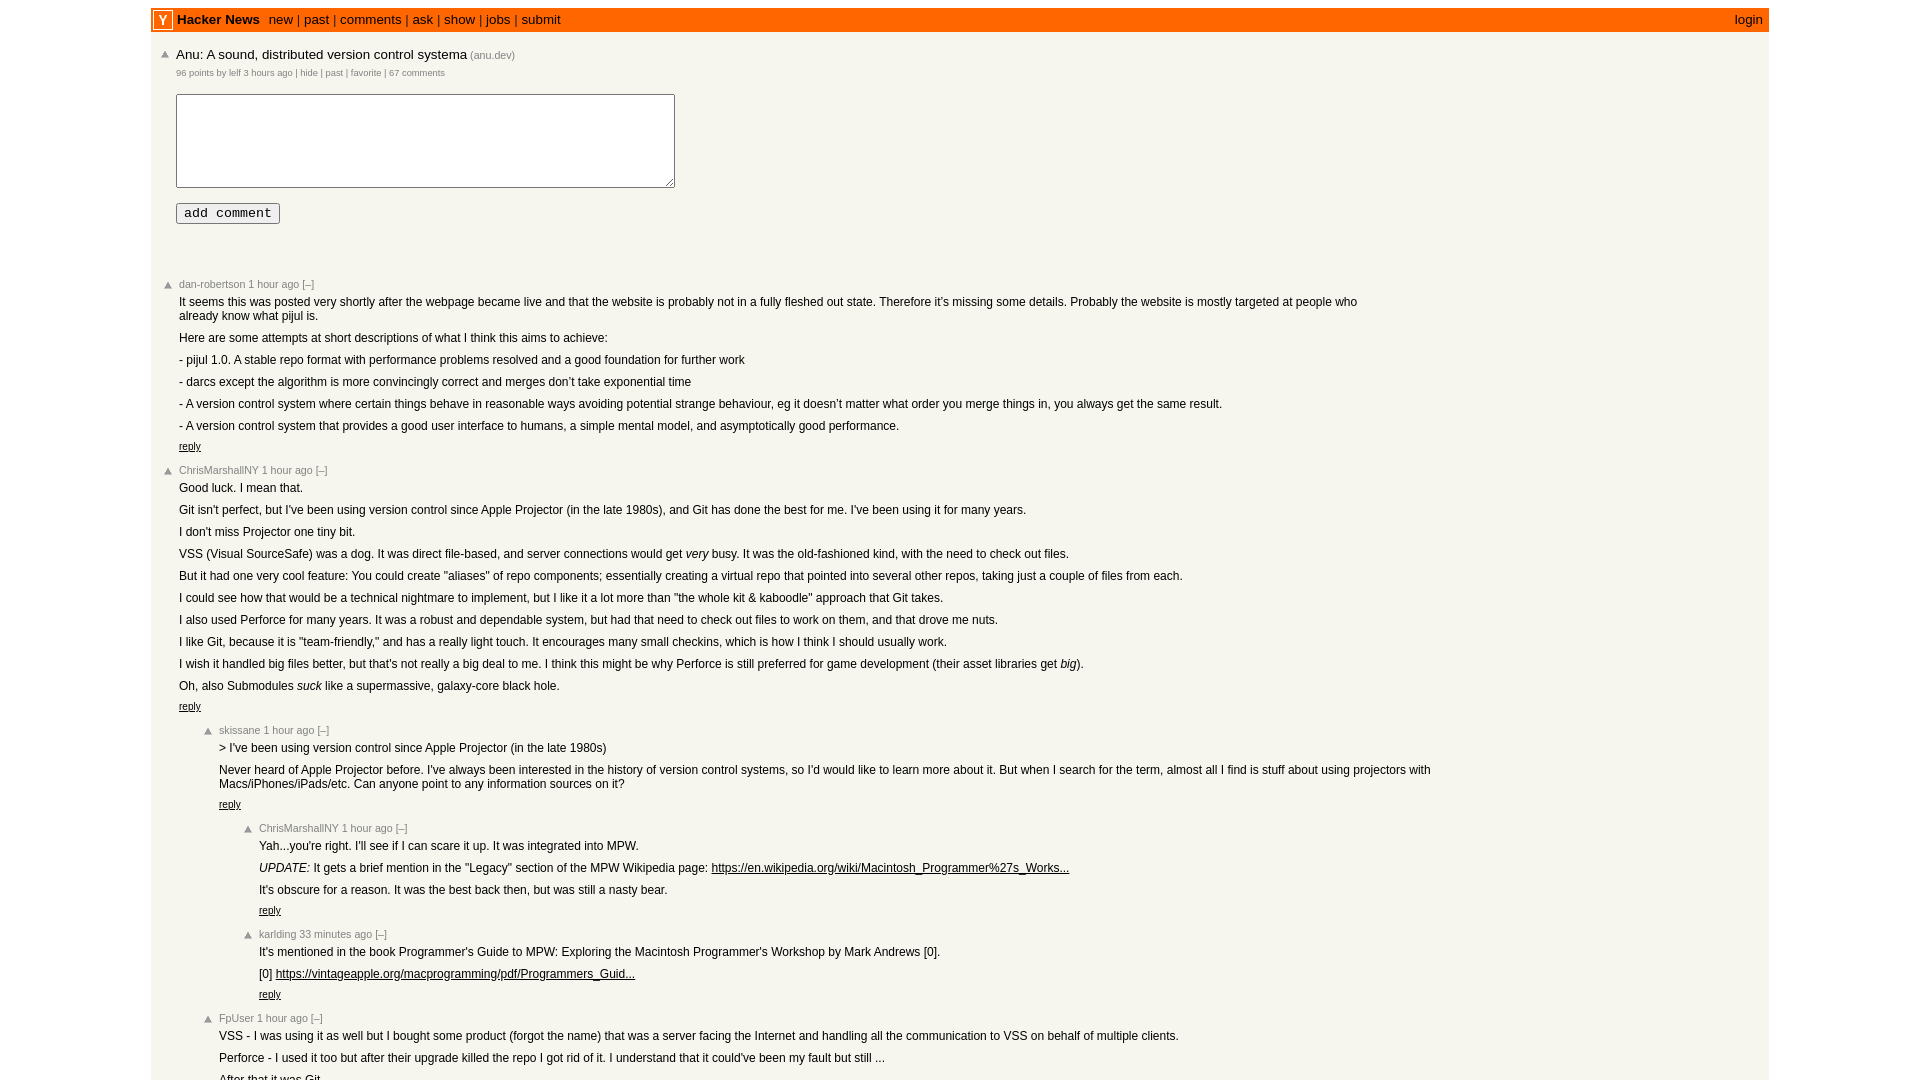 Y Hacker News new | past | comments | ask | show | jobs | submit login
Anu: A sound, distributed version control systema (anu.dev)
96 points by lelf 3 hours ago | hide | past | favorite | 67 comments
add comment
dan-robertson 1 hour ago [–]
It seems this was posted very shortly after the webpage became live and that the website is probably not in a fully fleshed out state. Therefore it’s missing some details. Probably the website is mostly targeted at people who
already know what pijul is.
Here are some attempts at short descriptions of what I think this aims to achieve:
- pijul 1.0. A stable repo format with performance problems resolved and a good foundation for further work
- darcs except the algorithm is more convincingly correct and merges don’t take exponential time
- A version control system where certain things behave in reasonable ways avoiding potential strange behaviour, eg it doesn’t matter what order you merge things in, you always get the same result.
- A version control system that provides a good user interface to humans, a simple mental model, and asymptotically good performance.
reply
ChrisMarshallNY 1 hour ago [–]
Good luck. I mean that.
Git isn't perfect, but I've been using version control since Apple Projector (in the late 1980s), and Git has done the best for me. I've been using it for many years.
I don't miss Projector one tiny bit.
VSS (Visual SourceSafe) was a dog. It was direct file-based, and server connections would get very busy. It was the old-fashioned kind, with the need to check out files.
But it had one very cool feature: You could create "aliases" of repo components; essentially creating a virtual repo that pointed into several other repos, taking just a couple of files from each.
I could see how that would be a technical nightmare to implement, but I like it a lot more than "the whole kit & kaboodle" approach that Git takes.
I also used Perforce for many years. It was a robust and dependable system, but had that need to check out files to work on them, and that drove me nuts.
I like Git, because it is "team-friendly," and has a really light touch. It encourages many small checkins, which is how I think I should usually work.
I wish it handled big files better, but that's not really a big deal to me. I think this might be why Perforce is still preferred for game development (their asset libraries get big).
Oh, also Submodules suck like a supermassive, galaxy-core black hole.
reply
skissane 1 hour ago [–]
> I've been using version control since Apple Projector (in the late 1980s)
Never heard of Apple Projector before. I've always been interested in the history of version control systems, so I'd would like to learn more about it. But when I search for the term, almost all I find is stuff about using projectors with
Macs/iPhones/iPads/etc. Can anyone point to any information sources on it?
reply
ChrisMarshallNY 1 hour ago [–]
Yah...you're right. I'll see if I can scare it up. It was integrated into MPW.
UPDATE: It gets a brief mention in the "Legacy" section of the MPW Wikipedia page: https://en.wikipedia.org/wiki/Macintosh_Programmer%27s_Works...
It's obscure for a reason. It was the best back then, but was still a nasty bear.
reply
karlding 33 minutes ago [–]
It's mentioned in the book Programmer's Guide to MPW: Exploring the Macintosh Programmer's Workshop by Mark Andrews [0].
[0] https://vintageapple.org/macprogramming/pdf/Programmers_Guid...
reply
FpUser 1 hour ago [–]
VSS - I was using it as well but I bought some product (forgot the name) that was a server facing the Internet and handling all the communication to VSS on behalf of multiple clients.
Perforce - I used it too but after their upgrade killed the repo I got rid of it. I understand that it could've been my fault but still ...
After that it was Git